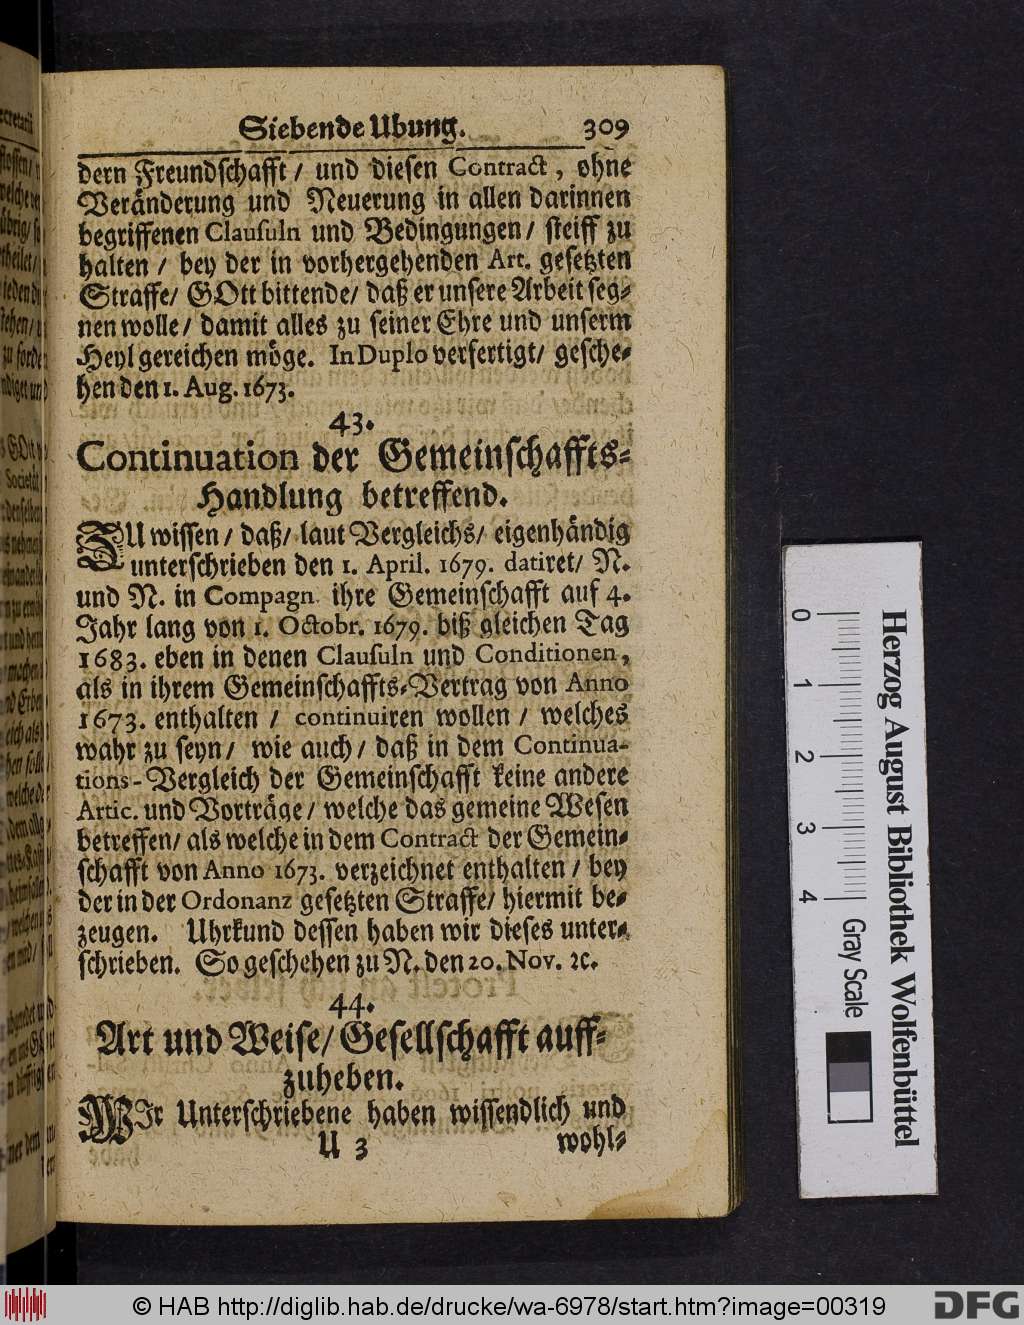 Siebende Ubung. 309
dern Freundschafft / und diesen Contract, ohne
Veränderung und Neuerung in allen darinnen
begriffenen Clausuln und Bedingungen / steiff zu
halten / bey der in vorhergehenden Art. gesetzten
Straffe / GOtt bittende / daß er unsere Arbeit seg-
nen wolle / damit alles zu seiner Ehre und unserm
Heyl gereichen möge. In Duplo verfertigt / gesche-
hen den 1. Aug. 1673.
43.
Continuation der Gemeinschaffts-
Handlung betreffend.
ZU wissen / daß / laut Vergleichs / eigenhändig
unterschrieben den 1. April. 1679. datiret / N.
und N. in Compagn. ihre Gemeinschafft auf 4.
Jahr lang von 1. Octobr. 1679. biß gleichen Tag
1683. eben in denen Clausuln und Conditionen,
als in ihrem Gemeinschaffts-Vertrag von Anno
1673. enthalten / continuiren wollen / welches
wahr zu seyn / wie auch / daß in dem Continua-
tions-Vergleich der Gemeinschafft keine andere
Artic. und Vorträge / welche das gemeine Wesen
betreffen / als welche in dem Contract der Gemein-
schafft von Anno 1673. verzeichnet enthalten / bey
der in der Ordonanz gesetzten Straffe / hiermit be-
zeugen. Uhrkund dessen haben wir dieses unter-
schrieben. So geschehen zu N. den 20. Nov. ꝛc.
44.
Art und Weise / Gesellschafft auff-
zuheben.
WIr Unterschriebene haben wissendlich und
U 3 wohl-
0 1 2 3 4
Gray Scale
Herzog August Bibliothek Wolfenbüttel
© HAB http://diglib.hab.de/drucke/wa-6978/start.htm?image=00319
DFG